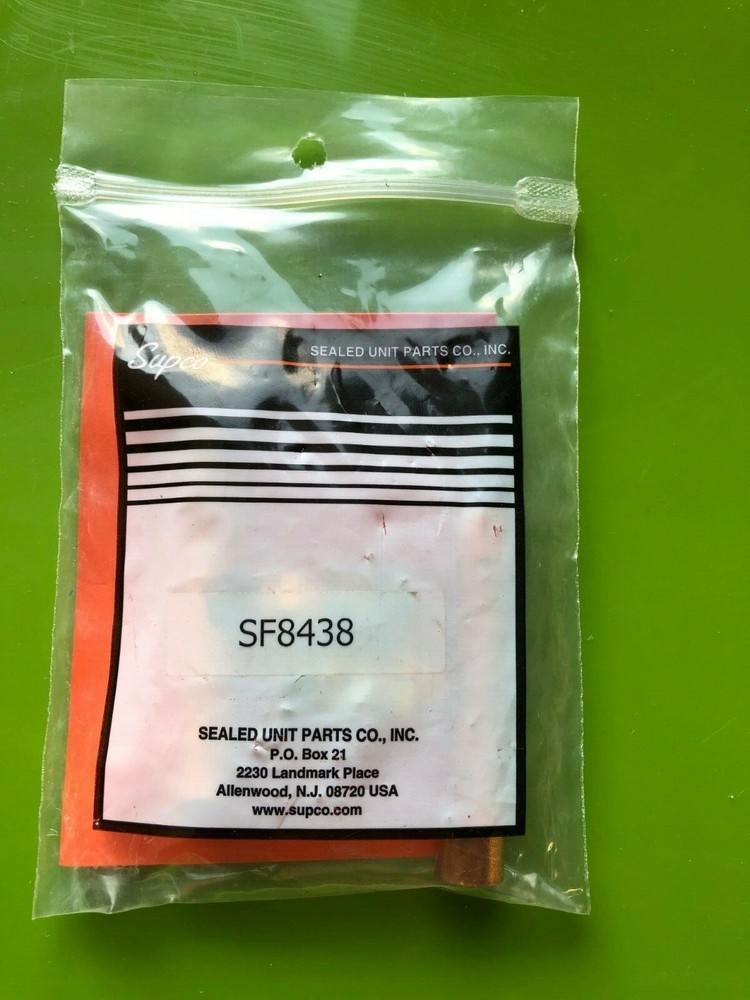 Supco
SEALED UNIT PARTS CO., INC.
SF8438
SEALED UNIT PARTS CO., INC.
P.O. Box 21
2230 Landmark Place
Allenwood, N.J. 08720 USA
www.supco.com